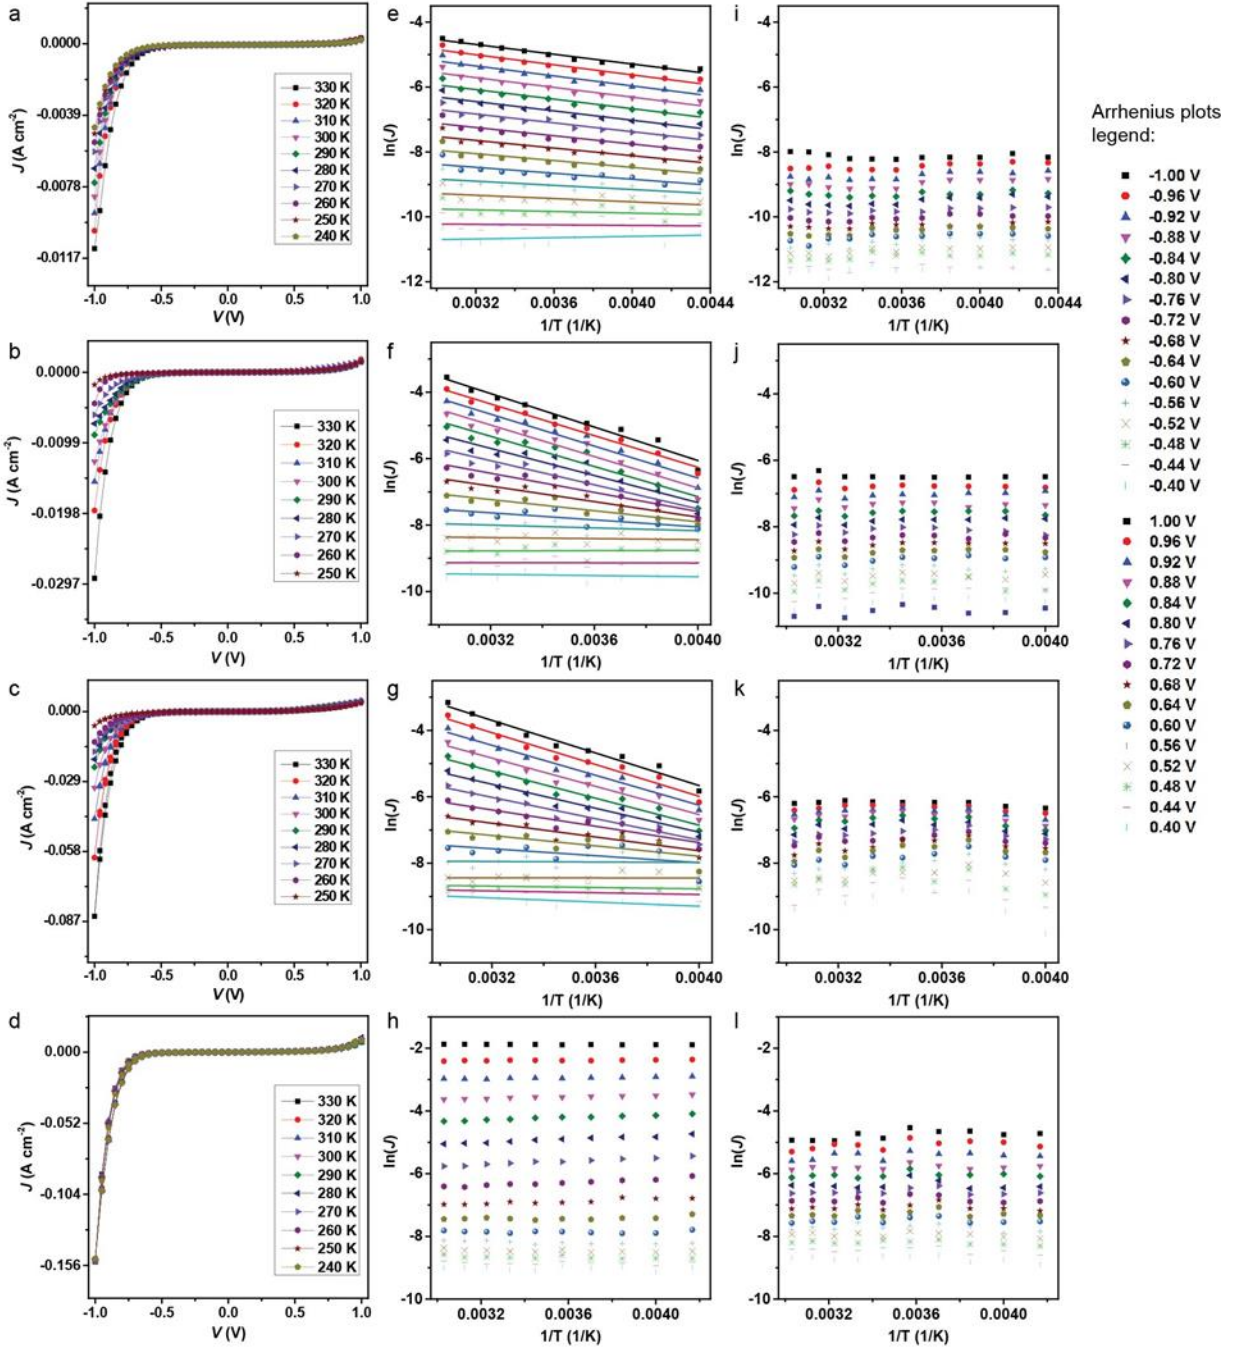 a
0.0000
-0.0039
-0.0078
-0.0117
J (A cm-2)
330 K
320 K
310 K
300 K
290 K
280 K
270 K
260 K
250 K
240 K
-1.0
-0.5
0.0
0.5
1.0
V (V)
e
-4
-6
-8
-10
-12
ln(J)
0.0032
0.0036
0.0040
0.0044
1/T (1/K)
i
-4
-6
-8
-10
-12
ln(J)
0.0032
0.0036
0.0040
0.0044
1/T (1/K)
b
0.0000
-0.0099
-0.0198
-0.0297
J (A cm-2)
330 K
320 K
310 K
300 K
290 K
280 K
270 K
260 K
250 K
-1.0
-0.5
0.0
0.5
1.0
V (V)
f
-4
-6
-8
-10
ln(J)
0.0032
0.0036
0.0040
1/T (1/K)
j
-4
-6
-8
-10
ln(J)
0.0032
0.0036
0.0040
1/T (1/K)
c
0.000
-0.029
-0.058
-0.087
J (A cm-2)
330 K
320 K
310 K
300 K
290 K
280 K
270 K
260 K
250 K
-1.0
-0.5
0.0
0.5
1.0
V (V)
g
-4
-6
-8
-10
ln(J)
0.0032
0.0036
0.0040
1/T (1/K)
k
-4
-6
-8
-10
ln(J)
0.0032
0.0036
0.0040
1/T (1/K)
d
0.000
-0.052
-0.104
-0.156
J (A cm-2)
330 K
320 K
310 K
300 K
290 K
280 K
270 K
260 K
250 K
240 K
-1.0
-0.5
0.0
0.5
1.0
V (V)
h
-2
-4
-6
-8
-10
ln(J)
0.0032
0.0036
0.0040
1/T (1/K)
l
-2
-4
-6
-8
-10
ln(J)
0.0032
0.0036
0.0040
1/T (1/K)
Arrhenius plots
legend:
-1.00 V
-0.96 V
-0.92 V
-0.88 V
-0.84 V
-0.80 V
-0.76 V
-0.72 V
-0.68 V
-0.64 V
-0.60 V
-0.56 V
-0.52 V
-0.48 V
-0.44 V
-0.40 V
1.00 V
0.96 V
0.92 V
0.88 V
0.84 V
0.80 V
0.76 V
0.72 V
0.68 V
0.64 V
0.60 V
0.56 V
0.52 V
0.48 V
0.44 V
0.40 V